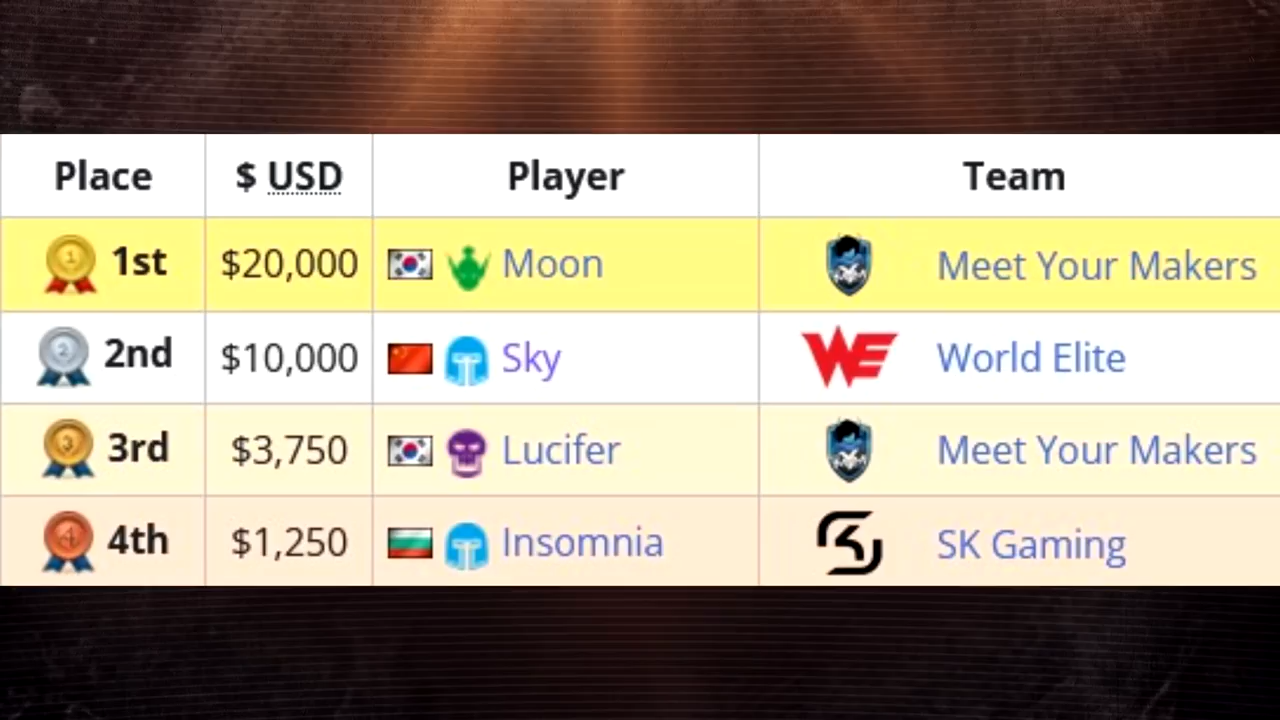 Place $ USD Player Team
1st $20,000 Moon Meet Your Makers
2nd $10,000 Sky World Elite
3rd $3,750 Lucifer Meet Your Makers
4th $1,250 Insomnia SK Gaming